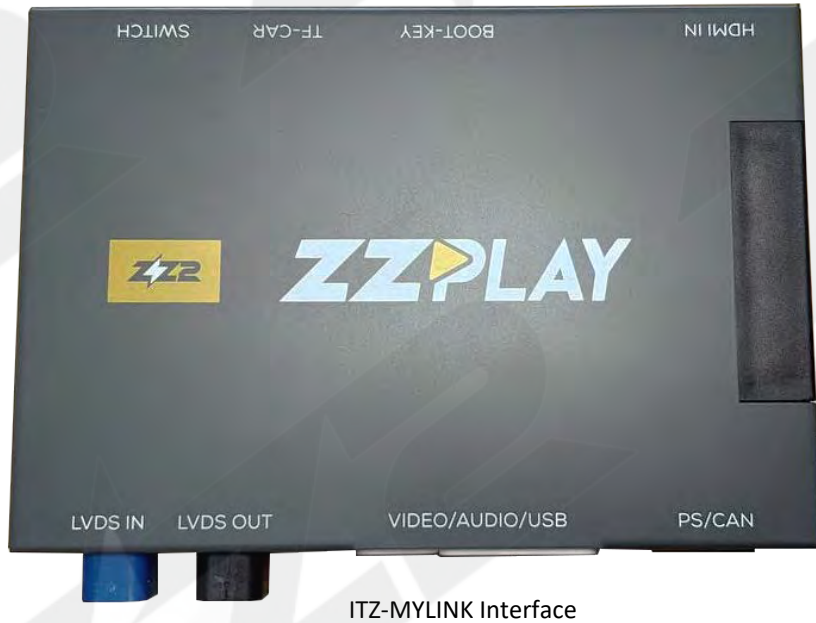 SWITCH TF-CAR BOOT-KEY HDMI IN
ZZ2 ZZPLAY
LVDS IN LVDS OUT VIDEO/AUDIO/USB PS/CAN
ITZ-MYLINK Interface